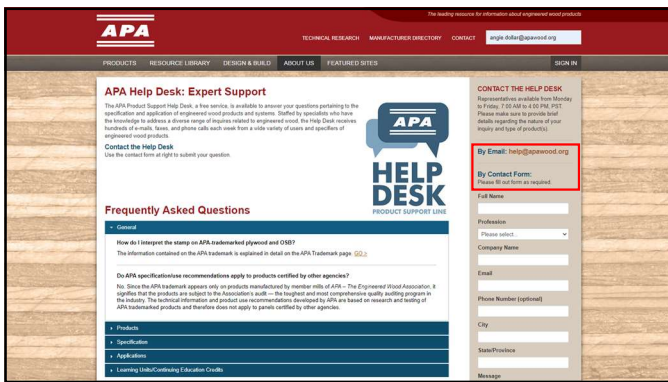 The leading resource for information about engineered wood products
APA
TECHNICAL RESEARCH MANUFACTURER DIRECTORY CONTACT angie.dollar@apawood.org
PRODUCTS RESOURCE LIBRARY DESIGN & BUILD ABOUT US FEATURED SITES SIGN IN
APA Help Desk: Expert Support
The APA Product Support Help Desk, a free service, is available to answer your questions pertaining to the
specification and application of engineered wood products and systems. Staffed by specialists who have
the knowledge to address a diverse range of inquires related to engineered wood, the Help Desk receives
hundreds of e-mails, faxes, and phone calls each week from a wide variety of users and specifiers of
engineered wood products.
Contact the Help Desk
Use the contact form at right to submit your question.
APA
HELP
DESK
PRODUCT SUPPORT LINE
Frequently Asked Questions
General
How do I interpret the stamp on APA-trademarked plywood and OSB?
The information contained on the APA trademark is explained in detail on the APA Trademark page. GO >
Do APA specification/use recommendations apply to products certified by other agencies?
No. Since the APA trademark appears only on products manufactured by member mills of APA – The Engineered Wood Association, it
signifies that the products are subject to the Association's audit — the toughest and most comprehensive quality auditing program in
the industry. The technical information and product use recommendations developed by APA are based on research and testing of
APA trademarked products and therefore does not apply to panels certified by other agencies.
Products
Specification
Applications
Learning Units/Continuing Education Credits
CONTACT THE HELP DESK
Representatives available from Monday
to Friday, 7:00 AM to 4:00 PM, PST.
Please make sure to provide brief
details regarding the nature of your
inquiry and type of product(s).
By Email: help@apawood.org
By Contact Form:
Please fill out form as required.
Full Name
Profession
Please select...
Company Name
Email
Phone Number (optional)
City
State/Province
Message